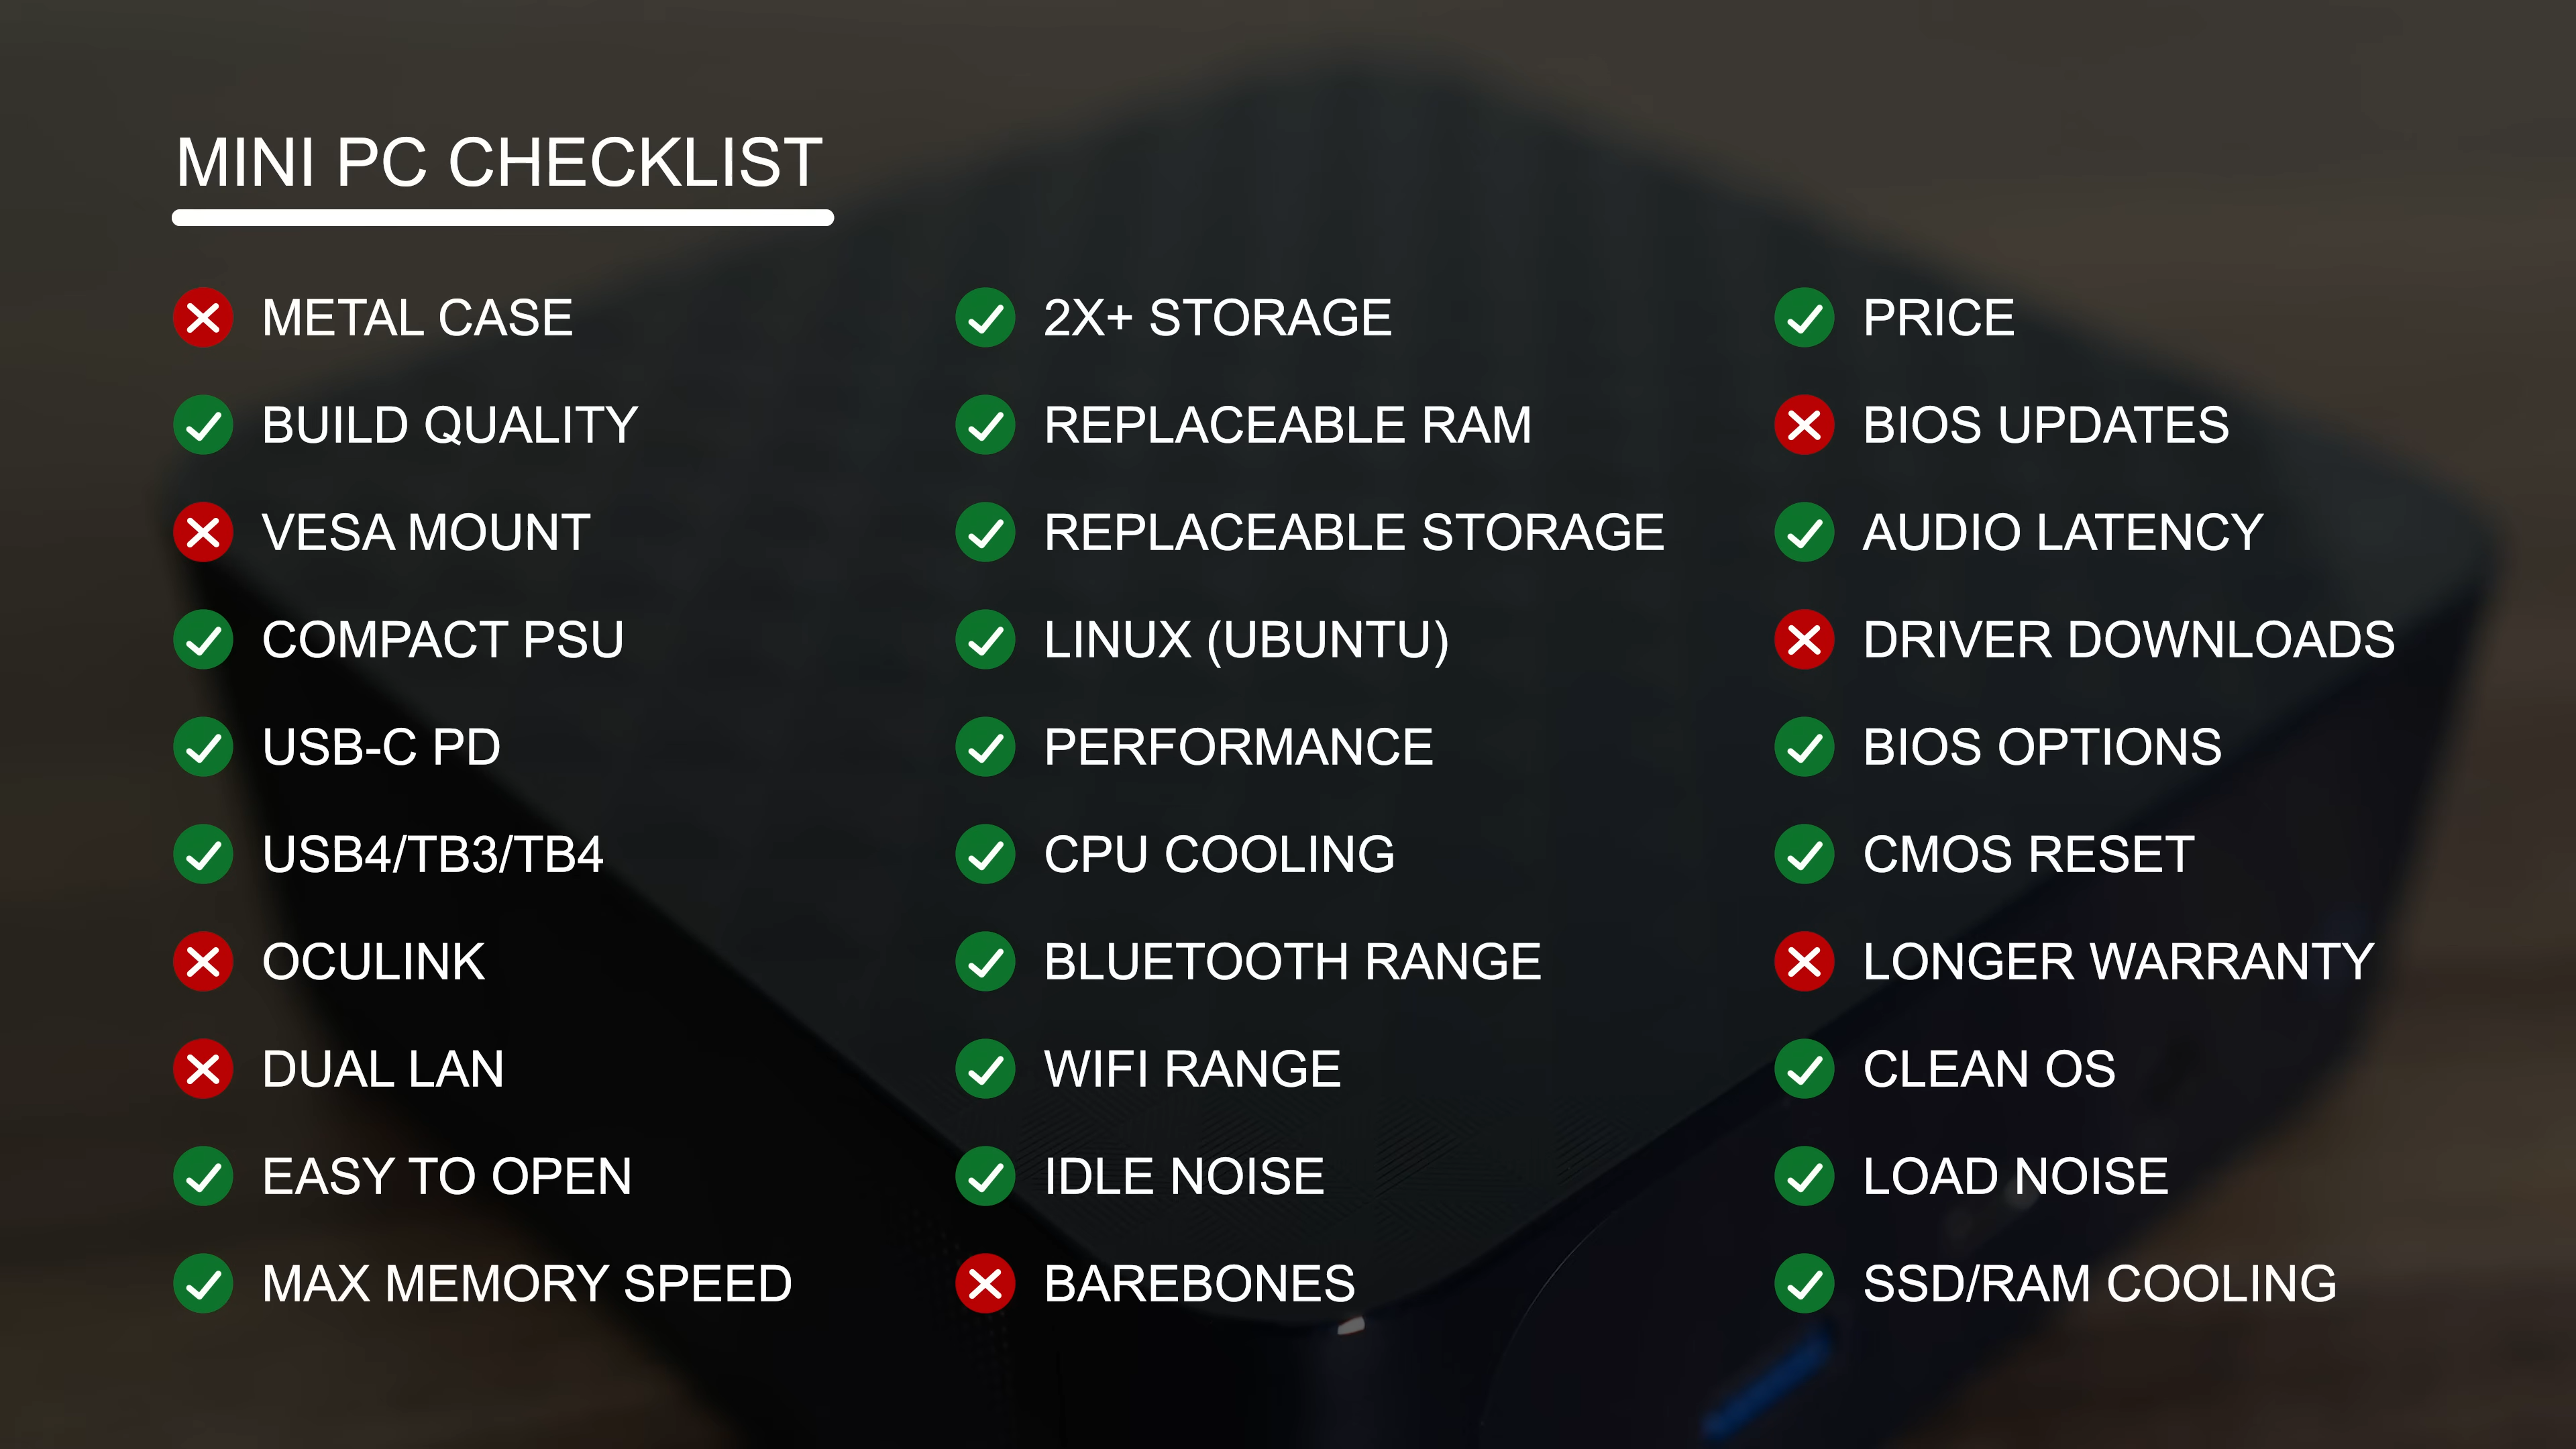 MINI PC CHECKLIST
METAL CASE
BUILD QUALITY
VESA MOUNT
COMPACT PSU
USB-C PD
USB4/TB3/TB4
OCULINK
DUAL LAN
EASY TO OPEN
MAX MEMORY SPEED
2X+ STORAGE
REPLACEABLE RAM
REPLACEABLE STORAGE
LINUX (UBUNTU)
PERFORMANCE
CPU COOLING
BLUETOOTH RANGE
WIFI RANGE
IDLE NOISE
BAREBONES
PRICE
BIOS UPDATES
AUDIO LATENCY
DRIVER DOWNLOADS
BIOS OPTIONS
CMOS RESET
LONGER WARRANTY
CLEAN OS
LOAD NOISE
SSD/RAM COOLING